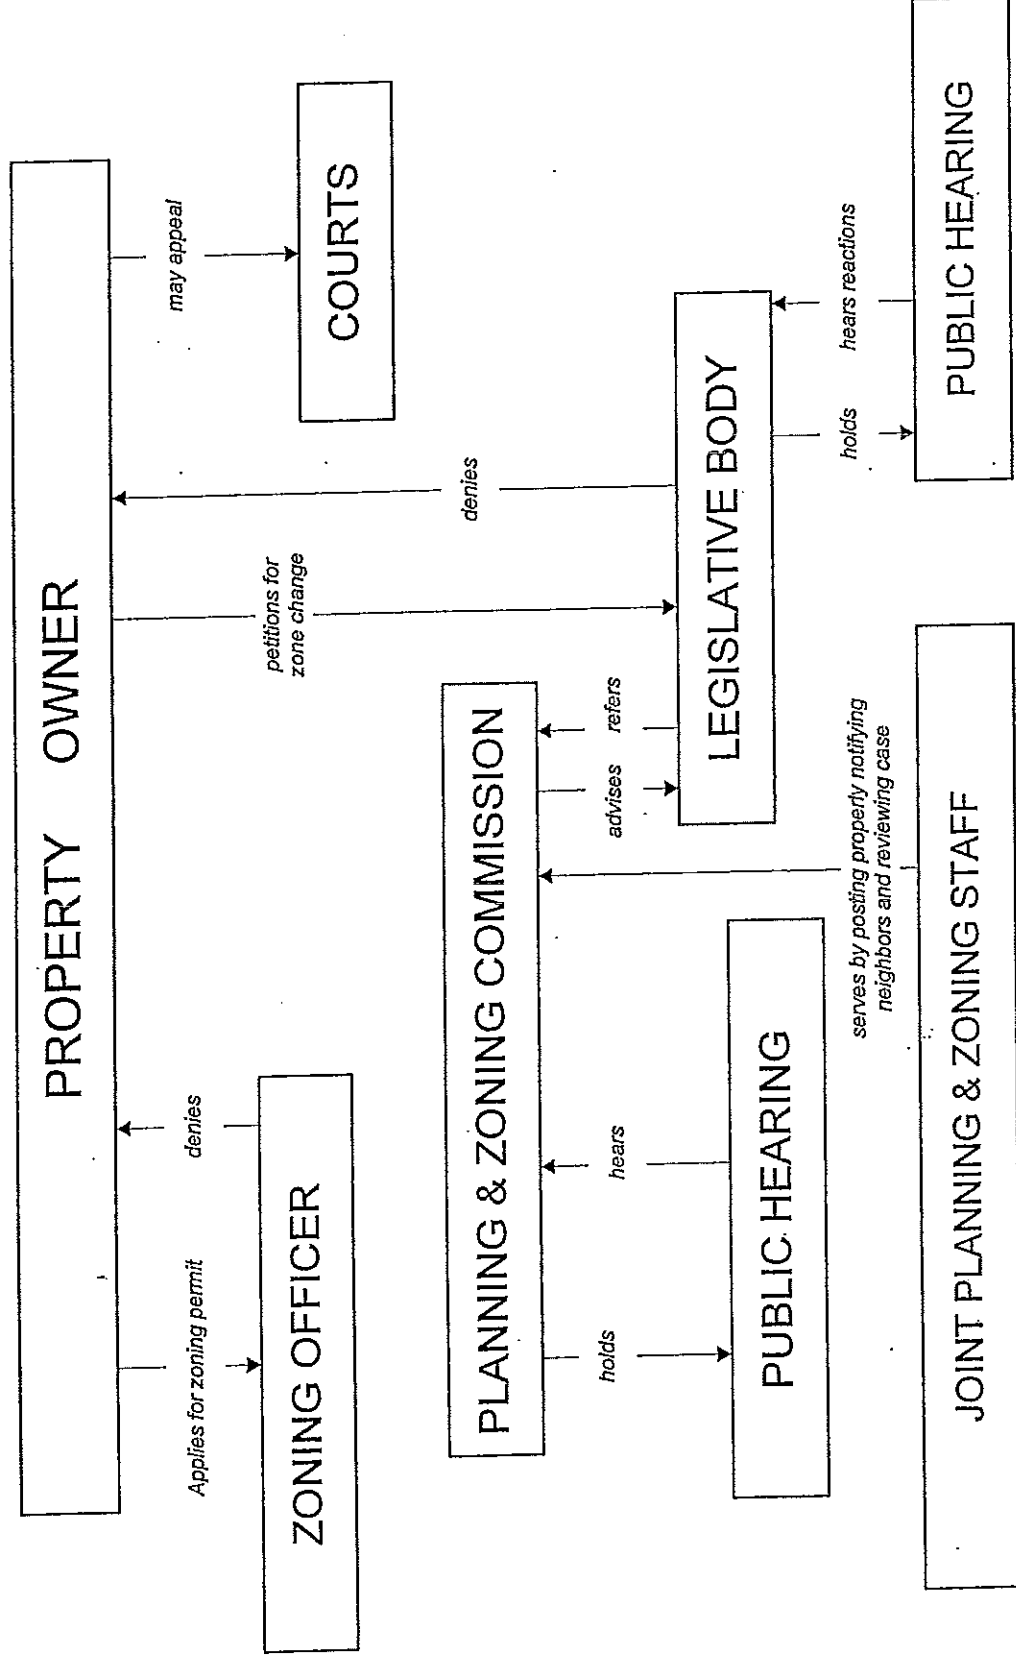 PROPERTY OWNER
Applies for zoning permit
denies
petitions for
zone change
denies
may appeal
ZONING OFFICER
COURTS
PLANNING & ZONING COMMISSION
advises
refers
LEGISLATIVE BODY
holds
hears
PUBLIC HEARING
serves by posting properly notifying
neighbors and reviewing case
holds
hears reactions
JOINT PLANNING & ZONING STAFF
PUBLIC HEARING